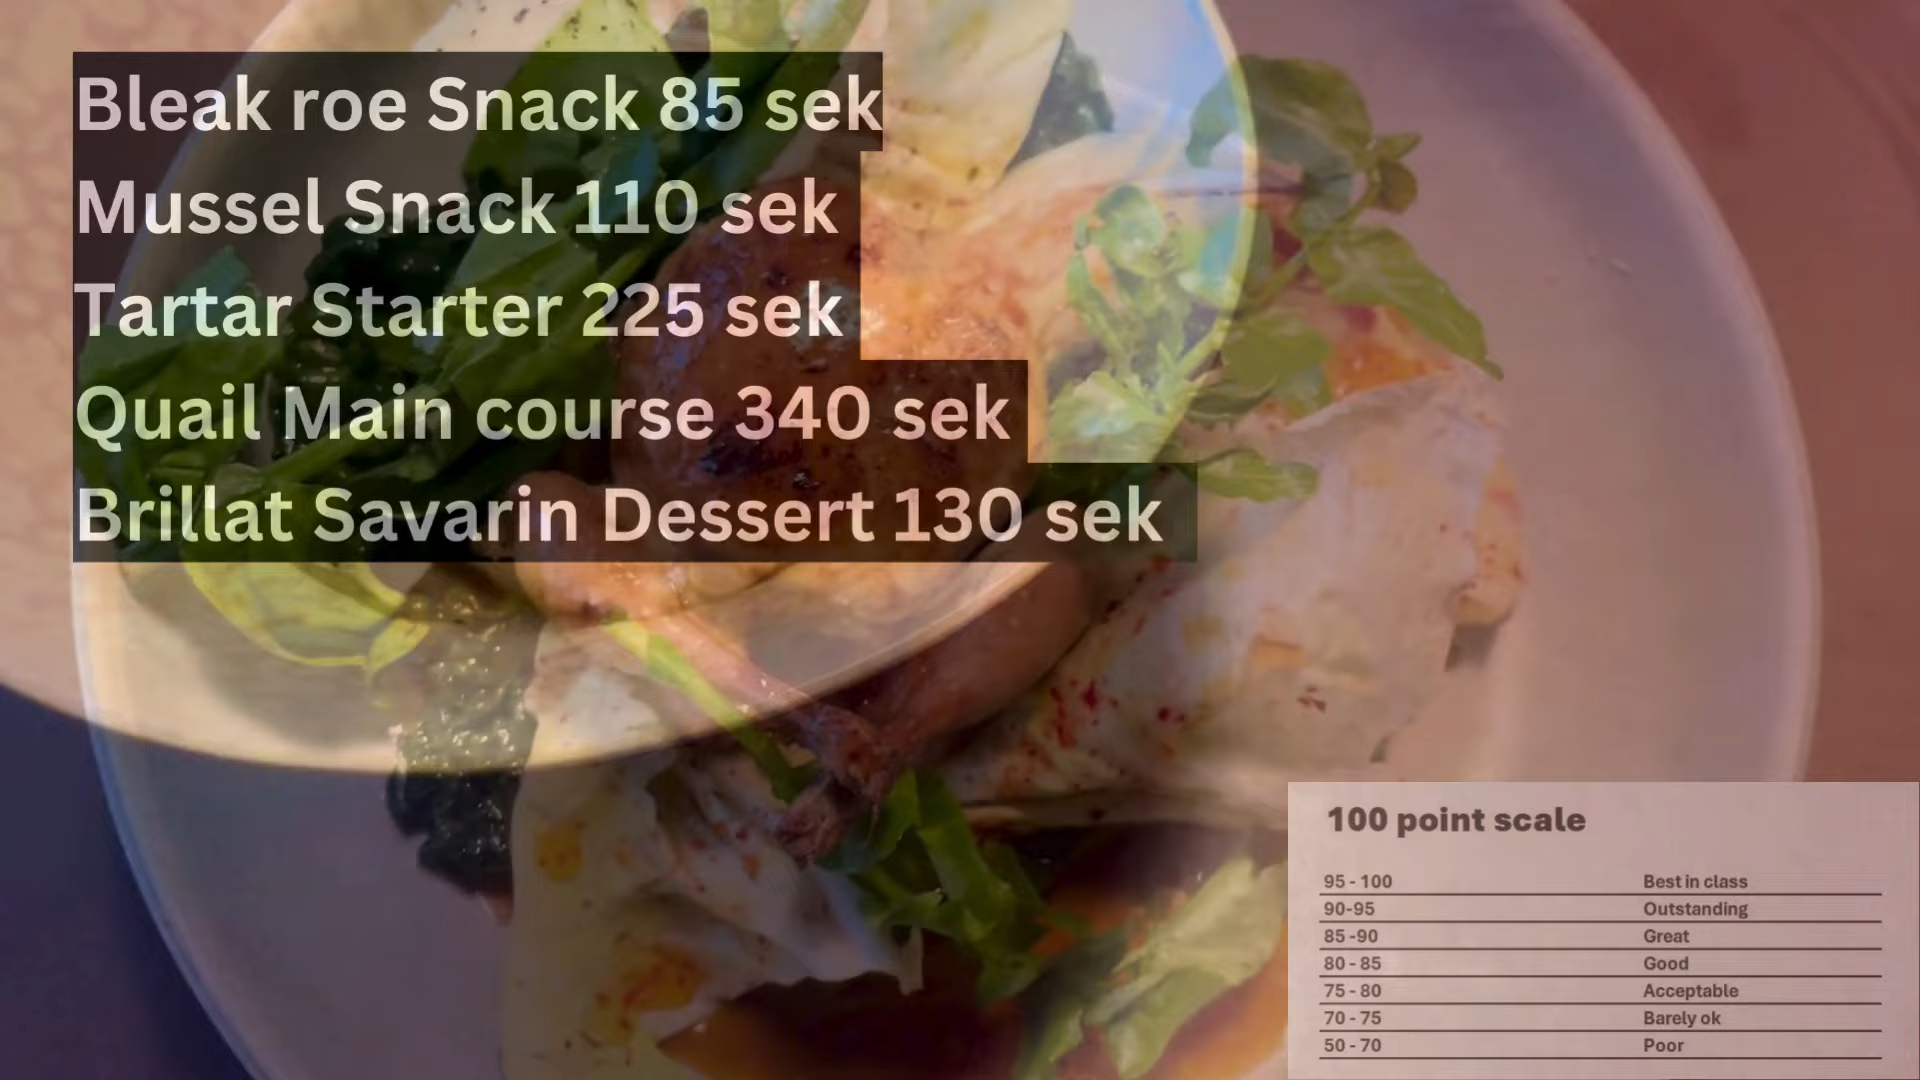 Bleak roe Snack 85 sek
Mussel Snack 110 sek
Tartar Starter 225 sek
Quail Main course 340 sek
Brillat Savarin Dessert 130 sek
100 point scale
95 - 100 Best in class
90-95 Outstanding
85 -90 Great
80 - 85 Good
75 - 80 Acceptable
70 - 75 Barely ok
50 - 70 Poor